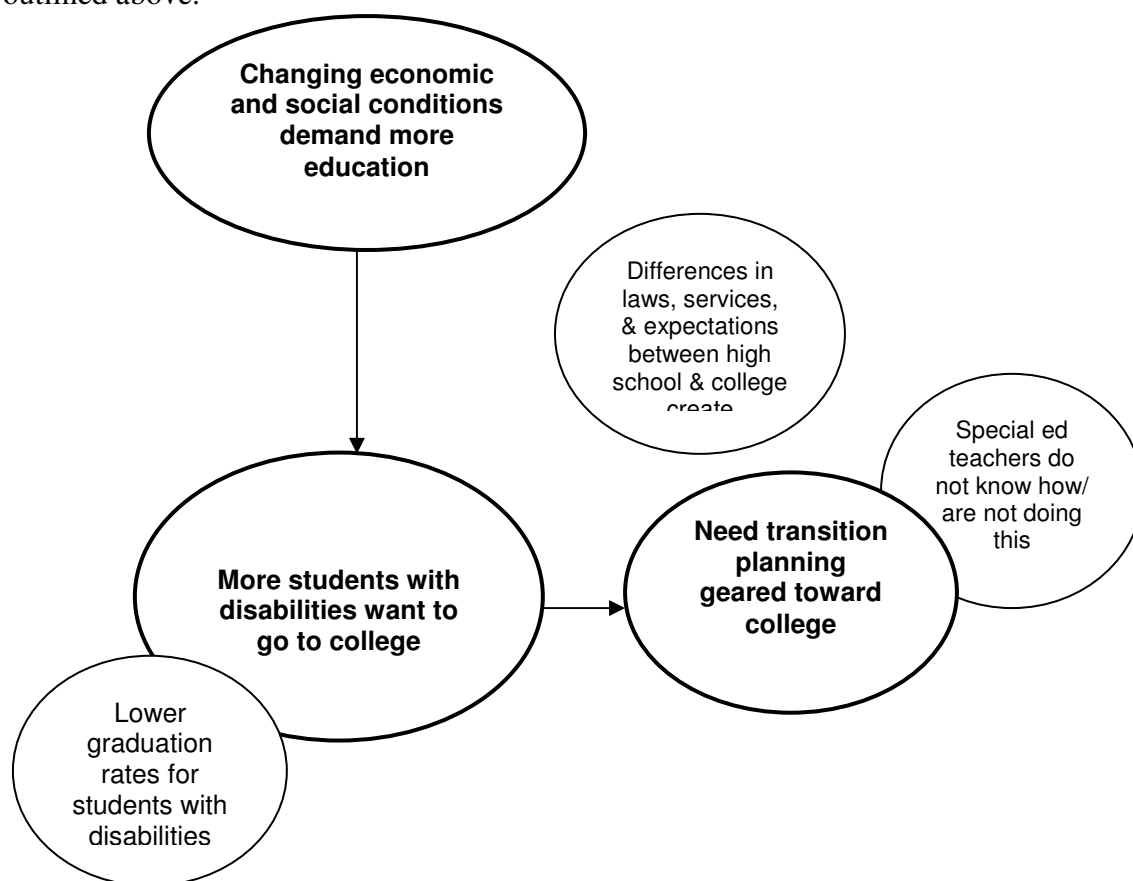 outlined above.
Changing economic
and social conditions
demand more
education
Differences in
laws, services,
& expectations
between high
school & college
create
Special ed
teachers do
not know how/
are not doing
this
Need transition
planning
geared toward
college
More students with
disabilities want to
go to college
Lower
graduation
rates for
students with
disabilities